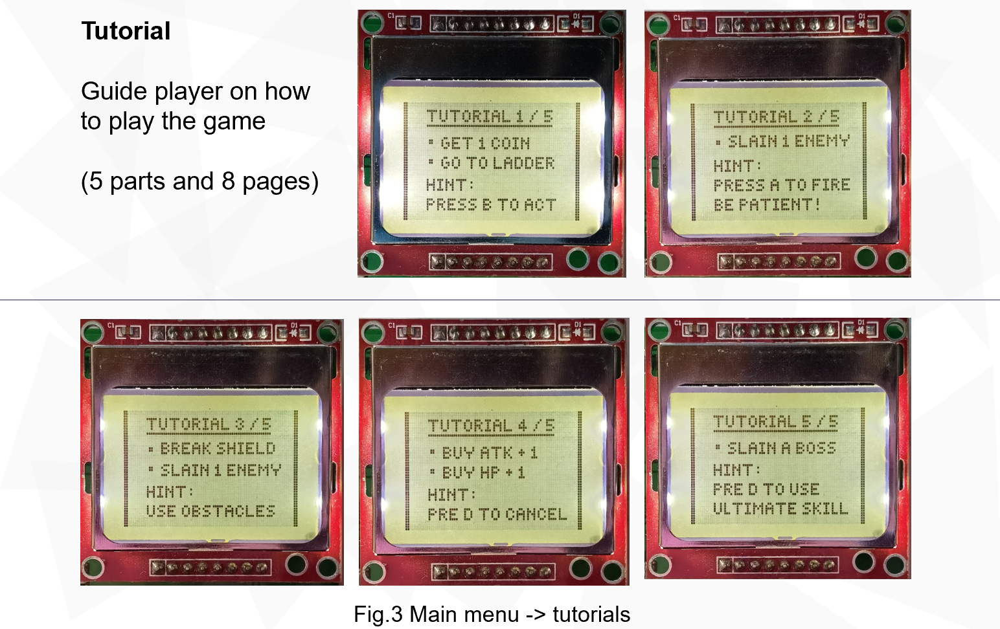 Tutorial
Guide player on how
to play the game
(5 parts and 8 pages)
C1
D1
TUTORIAL 1/5
▪ GET 1 COIN
▪ GO TO LADDER
HINT:
PRESS B TO ACT
C1
D1
TUTORIAL 2/5
▪ SLAIN 1 ENEMY
HINT:
PRESS A TO FIRE
BE PATIENT!
C1
D1
TUTORIAL 3/5
▪ BREAK SHIELD
▪ SLAIN 1 ENEMY
HINT:
USE OBSTACLES
C1
D1
TUTORIAL 4/5
▪ BUY ATK+1
▪ BUY HP+1
HINT:
PRE D TO CANCEL
C1
D1
TUTORIAL 5/5
▪ SLAIN A BOSS
HINT:
PRE D TO USE
ULTIMATE SKILL
Fig.3 Main menu -> tutorials